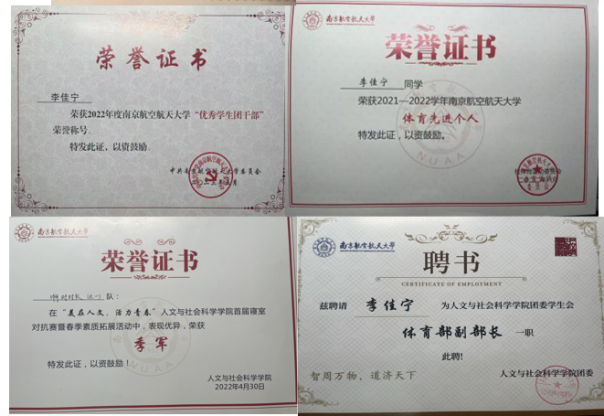 荣誉证书
李佳宁
荣获2022年度南京航空航天大学“优秀学生团干部”
荣誉称号。
特发此证，以资鼓励。
南京航空航天大学
荣誉证书
李佳宁 同学
荣获2021—2022学年南京航空航天大学
体育先进个人
特发此证，以资鼓励。
N.U.A.A
南京航空航天大学
荣誉证书
队：
在“美在人文，活力青春”人文与社会科学学院首届寝室
对抗赛暨春季素质拓展活动中，表现优异，荣获
季军
特发此证，以资鼓励！
人文与社会科学学院
2022年4月30日
南京航空航天大学
聘书
CERTIFICATE OF EMPLOYMENT
兹聘请 李佳宁 为人文与社会科学学院团委学生会
体育部副部长 一职
此聘！
智周万物，道济天下
人文与社会科学学院团委